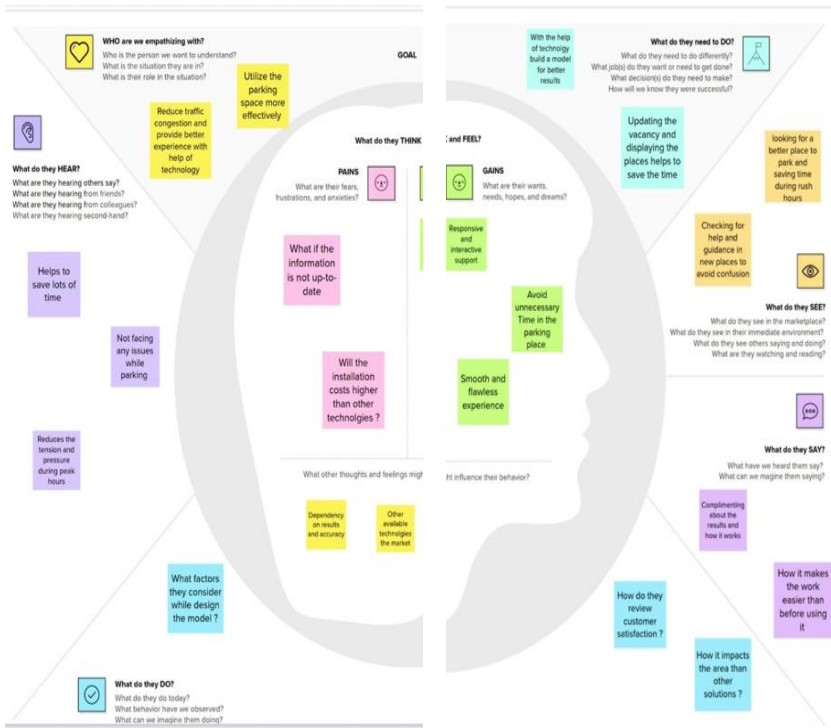 WHO are we empathizing with?
Who is the person we want to understand?
What is the situation they are in?
What is their role in the situation?
GOAL
Utilize the
parking
space more
effectively
Reduce traffic
congestion and
provide better
experience with
help of
technology
What do they HEAR?
What are they hearing others say?
What are they hearing from friends?
What are they hearing from colleagues?
What are they hearing second-hand?
Helps to
save lots of
time
Not facing
any issues
while
parking
Reduces the
tension and
pressure
during peak
hours
What do they THINK
PAINS
What are their fears,
frustrations, and anxieties?
What if the
information
is not up-to-
date
Will the
installation
costs higher
than other
technolgies ?
What other thoughts and feelings migh
Dependency
on results
and accuracy
Other
available
technolgies
the market
What factors
they consider
while design
the model ?
What do they DO?
What do they do today?
What behavior have we observed?
What can we imagine them doing?
With the help
of technolgiy
build a model
for better
results
What do they need to DO?
What do they need to do differently?
What job(s) do they want or need to get done?
What decision(s) do they need to make?
How will we know they were successful?
Updating the
vacancy and
displaying the
places helps to
save the time
looking for a
better place to
park and
saving time
during rush
hours
Checking for
help and
guidance in
new places to
avoid confusion
and FEEL?
GAINS
What are their wants,
needs, hopes, and dreams?
Responsive
and
interactive
support
Avoid
unnecessary
Time in the
parking
place
Smooth and
flawless
experience
ht influence their behavior?
What do they SEE?
What do they see in the marketplace?
What do they see in their immediate environment?
What do they see others saying and doing?
What are they watching and reading?
What do they SAY?
What have we heard them say?
What can we magine them saying?
Complimenting
about the
results and
how it works
How it makes
the work
easier than
before using
it
How do they
review
customer
satisfaction ?
How it impacts
the area than
other
solutions ?